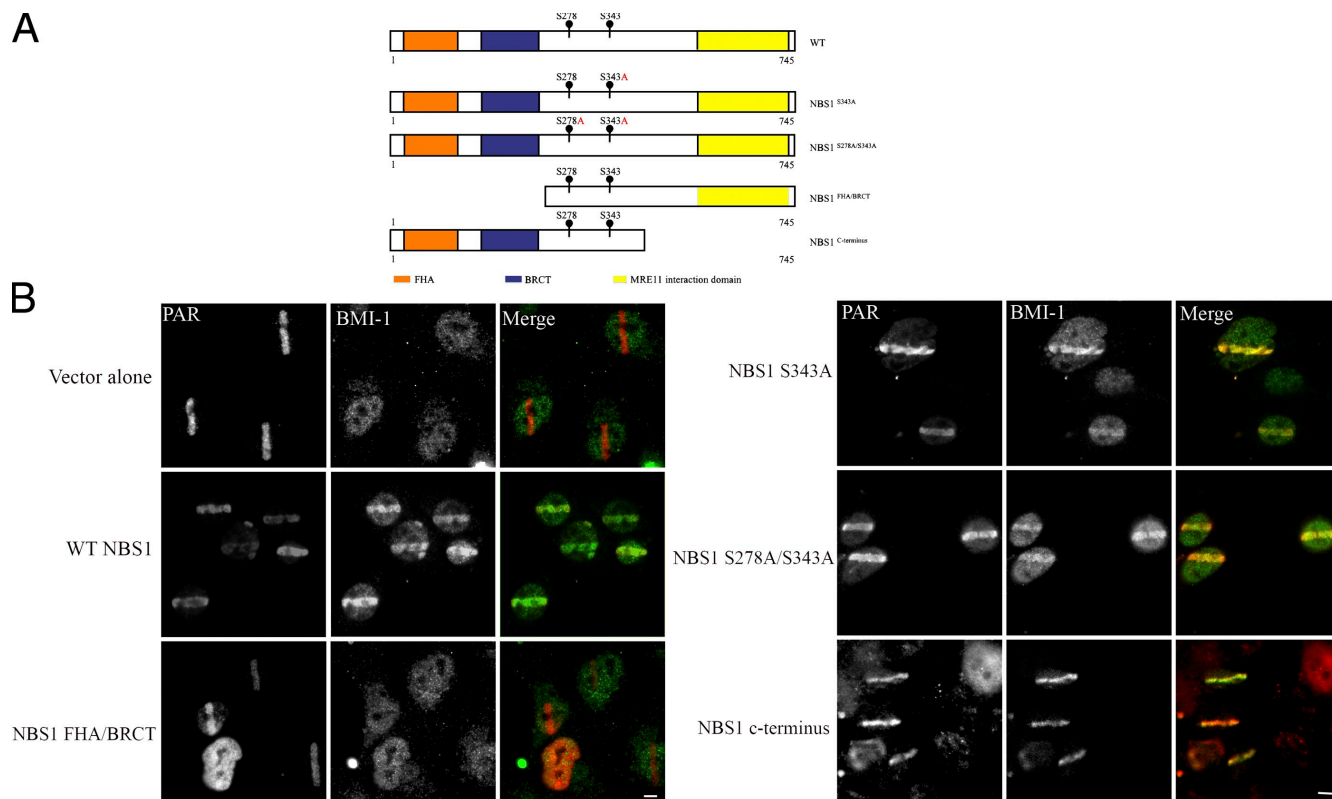 A
S278 S343
WT
1 745
S278 S343A
NBS1 S343A
1 745
S278A S343A
NBS1 S278A/S343A
1 745
S278 S343
NBS1 FHA/BRCT
1 745
S278 S343
NBS1 C-terminus
1 745
FHA BRCT MRE11 interaction domain
B
PAR BMI-1 Merge
Vector alone
WT NBS1
NBS1 FHA/BRCT
PAR BMI-1 Merge
NBS1 S343A
NBS1 S278A/S343A
NBS1 c-terminus